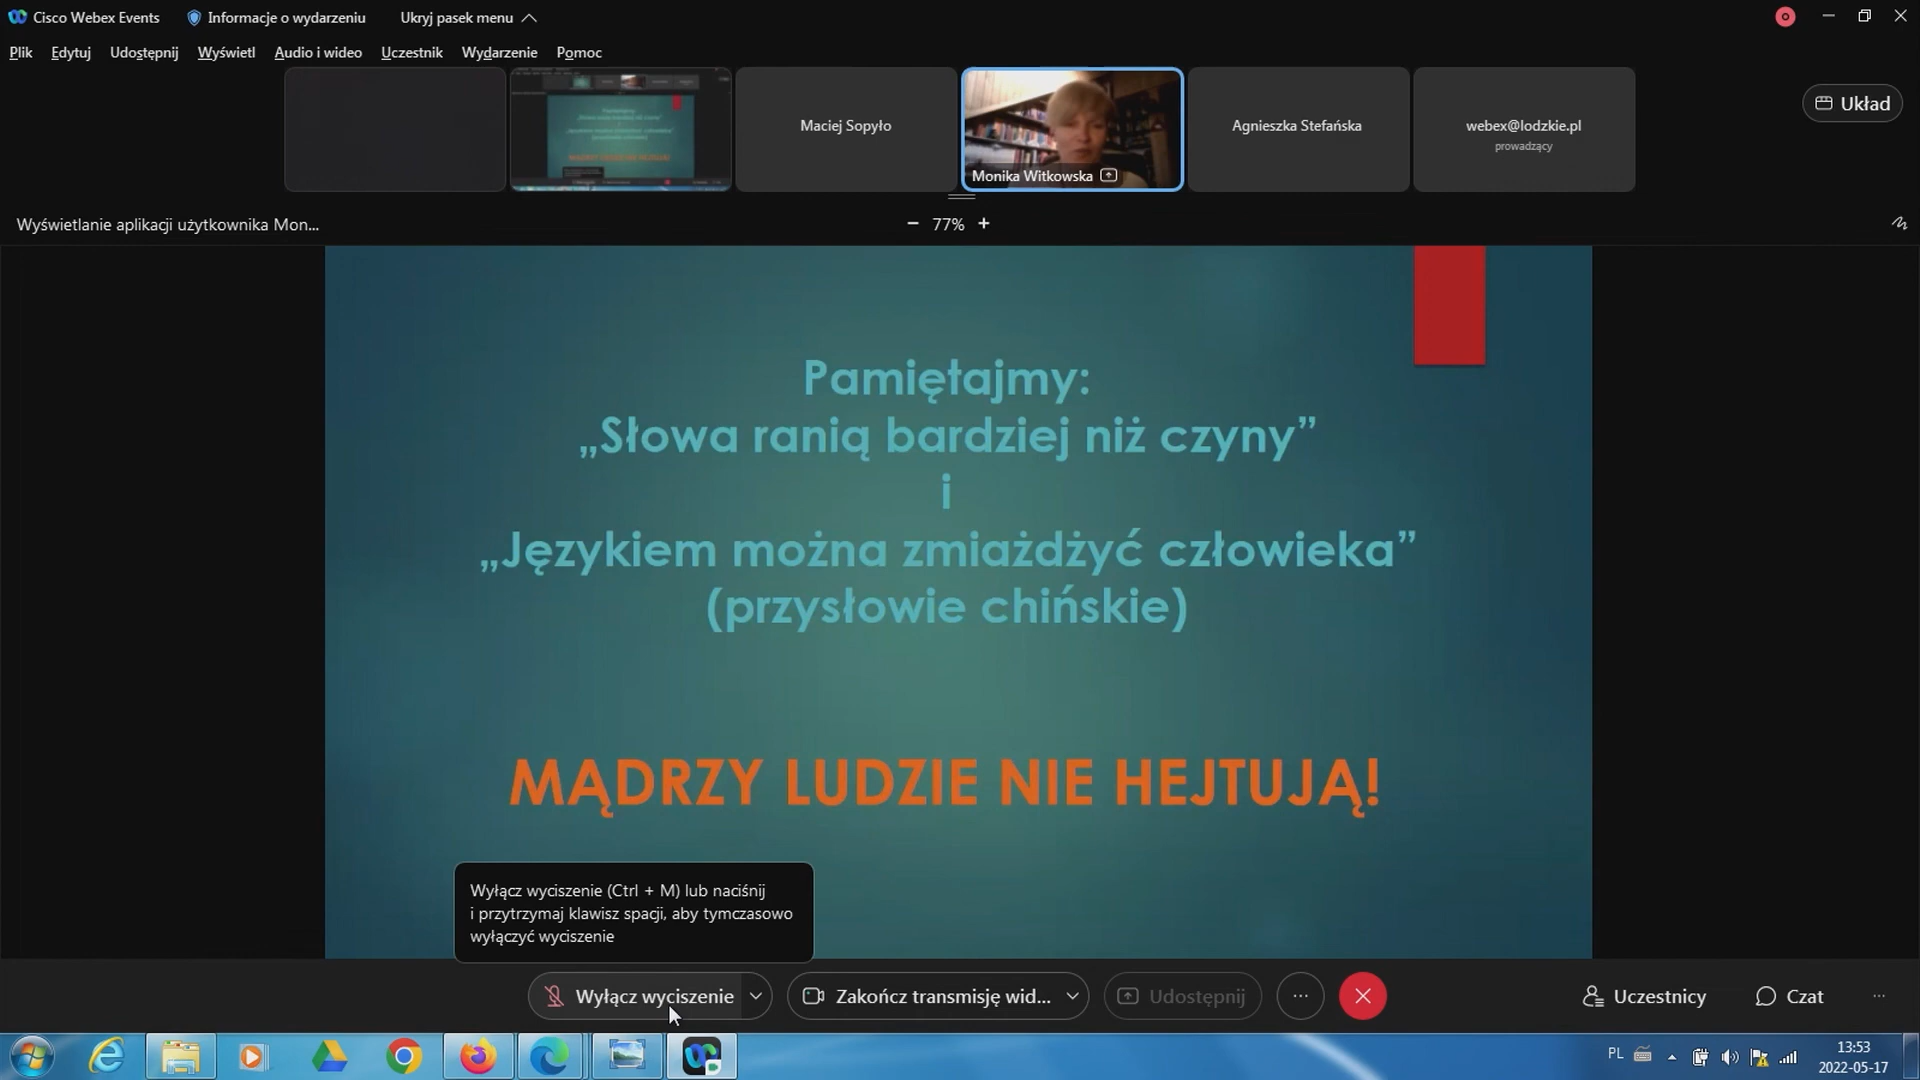 Cisco Webex Events
Informacje o wydarzeniu
Ukryj pasek menu
Plik Edytuj Udostępnij Wyświetl Audio i wideo Uczestnik Wydarzenie Pomoc
Maciej Sopyło
Monika Witkowska
Agnieszka Stefańska
webex@lodzkie.pl
prowadzący
Układ
Wyświetlanie aplikacji użytkownika Mon...
77%
Pamiętajmy:
„Słowa ranią bardziej niż czyny”
i
„Językiem można zmiażdżyć człowieka”
(przysłowie chińskie)
MĄDRZY LUDZIE NIE HEJTUJĄ!
Wyłącz wyciszenie (Ctrl + M) lub naciśnij
i przytrzymaj klawisz spacji, aby tymczasowo
wyłączyć wyciszenie
Wyłącz wyciszenie
Zakończ transmisję wid...
Udostępnij
Uczestnicy
Czat
PL
13:53
2022-05-17